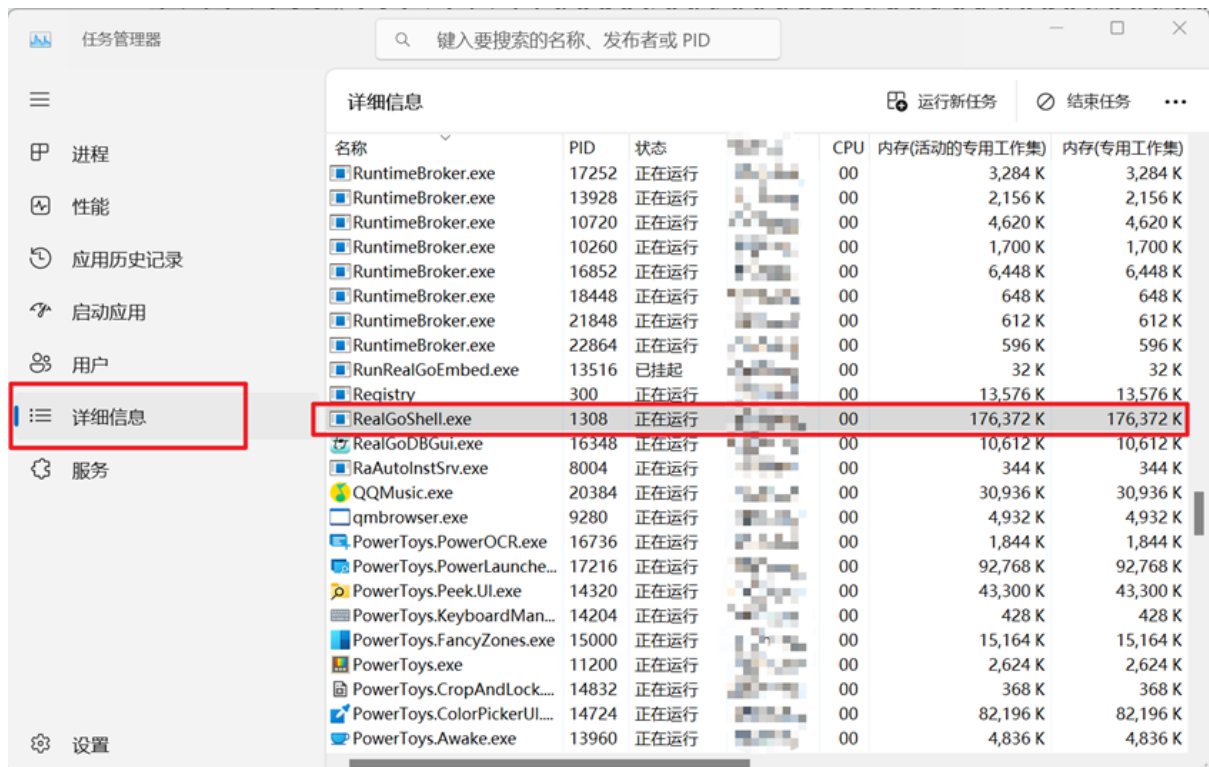 任务管理器 键入要搜索的名称、发布者或 PID
详细信息 运行新任务 结束任务
进程
性能
应用历史记录
启动应用
用户
详细信息
服务
设置
名称 PID 状态 CPU 内存(活动的专用工作集) 内存(专用工作集)
RuntimeBroker.exe 17252 正在运行 00 3,284 K 3,284 K
RuntimeBroker.exe 13928 正在运行 00 2,156 K 2,156 K
RuntimeBroker.exe 10720 正在运行 00 4,620 K 4,620 K
RuntimeBroker.exe 10260 正在运行 00 1,700 K 1,700 K
RuntimeBroker.exe 16852 正在运行 00 6,448 K 6,448 K
RuntimeBroker.exe 18448 正在运行 00 648 K 648 K
RuntimeBroker.exe 21848 正在运行 00 612 K 612 K
RuntimeBroker.exe 22864 正在运行 00 596 K 596 K
RunRealGoEmbed.exe 13516 已挂起 00 32 K 32 K
Registry 300 正在运行 00 13,576 K 13,576 K
RealGoShell.exe 1308 正在运行 00 176,372 K 176,372 K
RealGoDBGui.exe 16348 正在运行 00 10,612 K 10,612 K
RaAutoInstSrv.exe 8004 正在运行 00 344 K 344 K
QQMusic.exe 20384 正在运行 00 30,936 K 30,936 K
qmbrowser.exe 9280 正在运行 00 4,932 K 4,932 K
PowerToys.PowerOCR.exe 16736 正在运行 00 1,844 K 1,844 K
PowerToys.PowerLaunche... 17216 正在运行 00 92,768 K 92,768 K
PowerToys.Peek.UI.exe 14320 正在运行 00 43,300 K 43,300 K
PowerToys.KeyboardMan... 14204 正在运行 00 428 K 428 K
PowerToys.FancyZones.exe 15000 正在运行 00 15,164 K 15,164 K
PowerToys.exe 11200 正在运行 00 2,624 K 2,624 K
PowerToys.CropAndLock.... 14832 正在运行 00 368 K 368 K
PowerToys.ColorPickerUI.... 14724 正在运行 00 82,196 K 82,196 K
PowerToys.Awake.exe 13960 正在运行 00 4,836 K 4,836 K